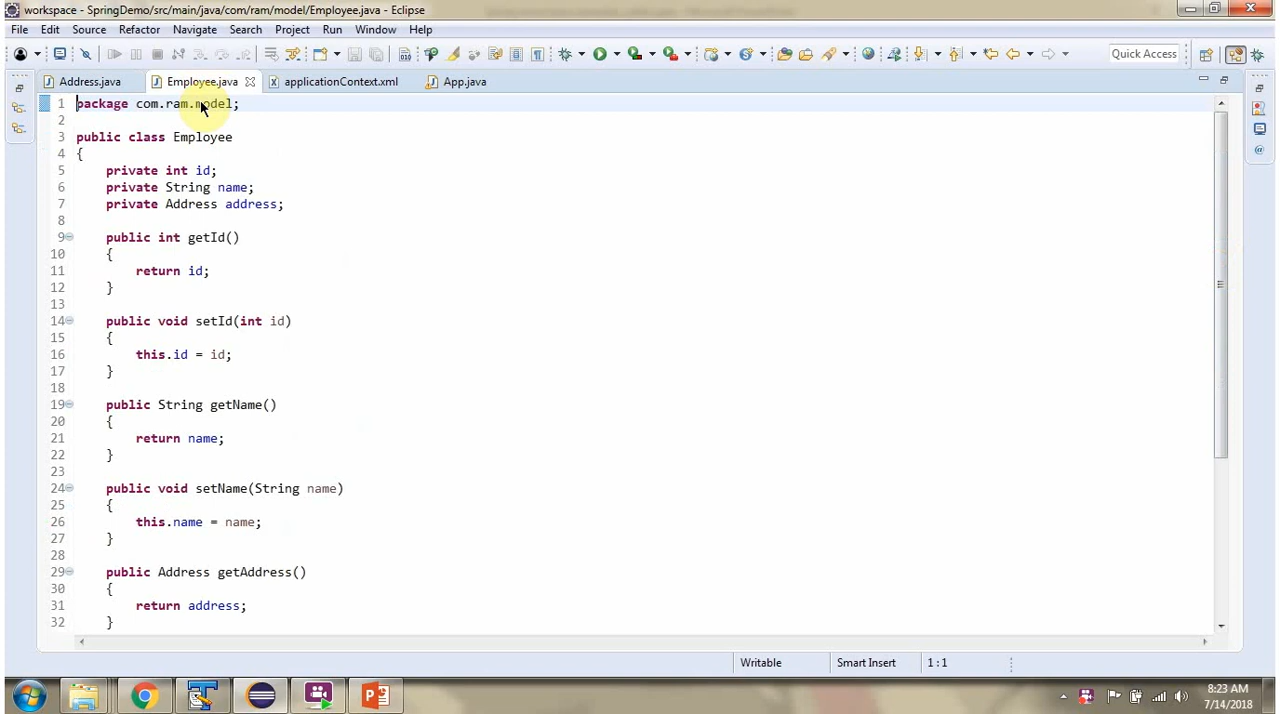 workspace - SpringDemo/src/main/java/com/ram/model/Employee.java - Eclipse
File Edit Source Refactor Navigate Search Project Run Window Help
Quick Access
Address.java Employee.java applicationContext.xml App.java
1 package com.ram.model;
2
3 public class Employee
4 {
5 private int id;
6 private String name;
7 private Address address;
8
9 public int getId()
10 {
11 return id;
12 }
13
14 public void setId(int id)
15 {
16 this.id = id;
17 }
18
19 public String getName()
20 {
21 return name;
22 }
23
24 public void setName(String name)
25 {
26 this.name = name;
27 }
28
29 public Address getAddress()
30 {
31 return address;
32 }
Writable Smart Insert 1 : 1
8:23 AM
7/14/2018